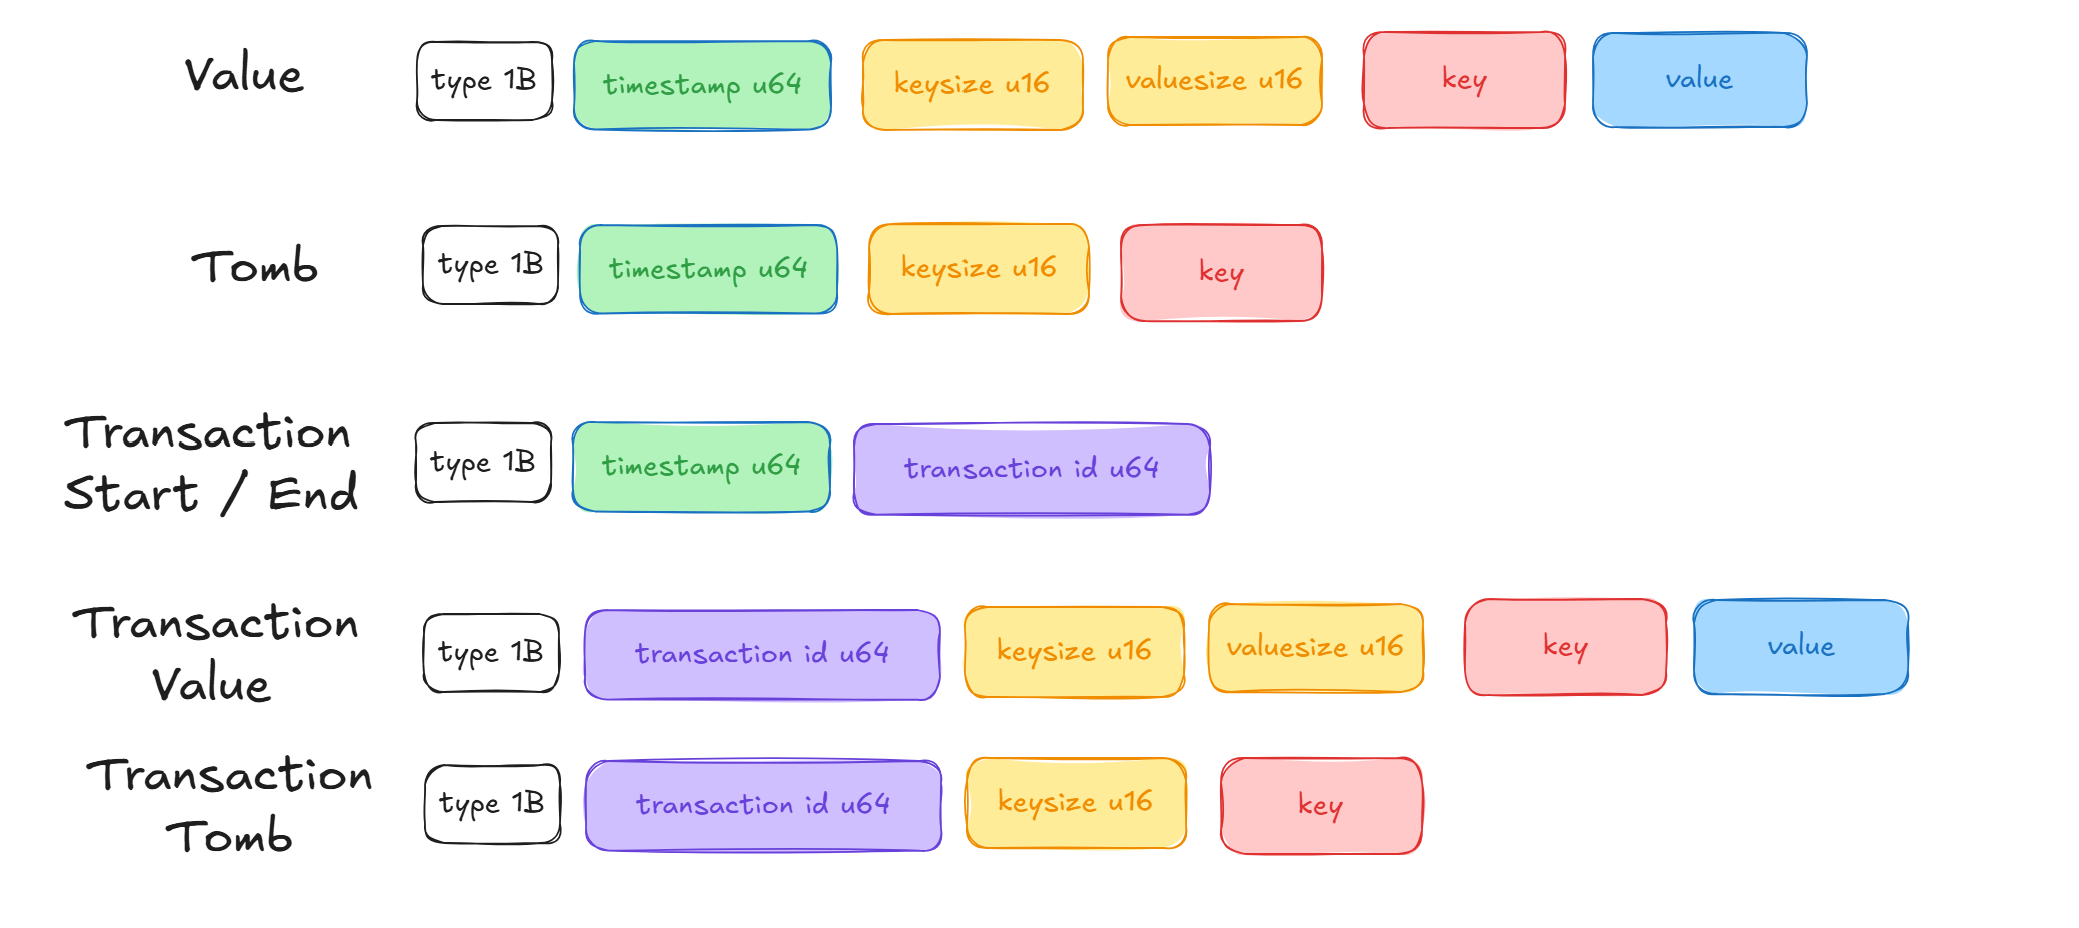 Value
type 1B
timestamp u64
keysize u16
valuesize u16
key
value
Tomb
type 1B
timestamp u64
keysize u16
key
Transaction
Start / End
type 1B
timestamp u64
transaction id u64
Transaction
Value
type 1B
transaction id u64
keysize u16
valuesize u16
key
value
Transaction
Tomb
type 1B
transaction id u64
keysize u16
key